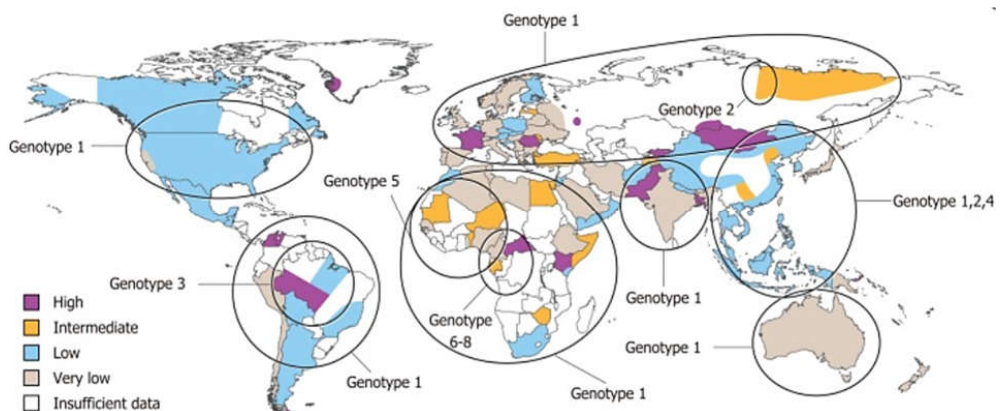 Genotype 1
Genotype 2
Genotype 1
Genotype 5
Genotype 1,2,4
Genotype 3
Genotype 1
Genotype
6-8
Genotype 1
Genotype 1
Genotype 1
High
Intermediate
Low
Very low
Insufficient data